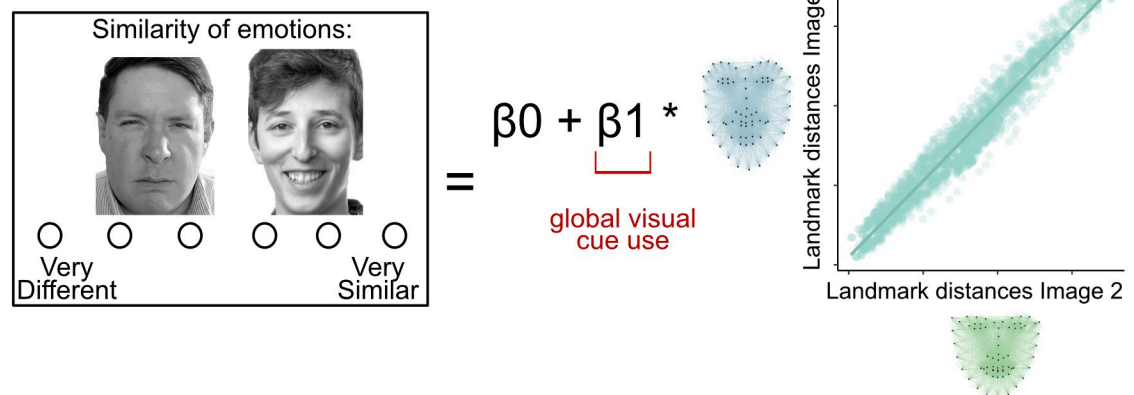 Similarity of emotions:
Very
Different
Very
Similar
=
β0 + β1 *
global visual
cue use
Landmark distances Image
Landmark distances Image 2